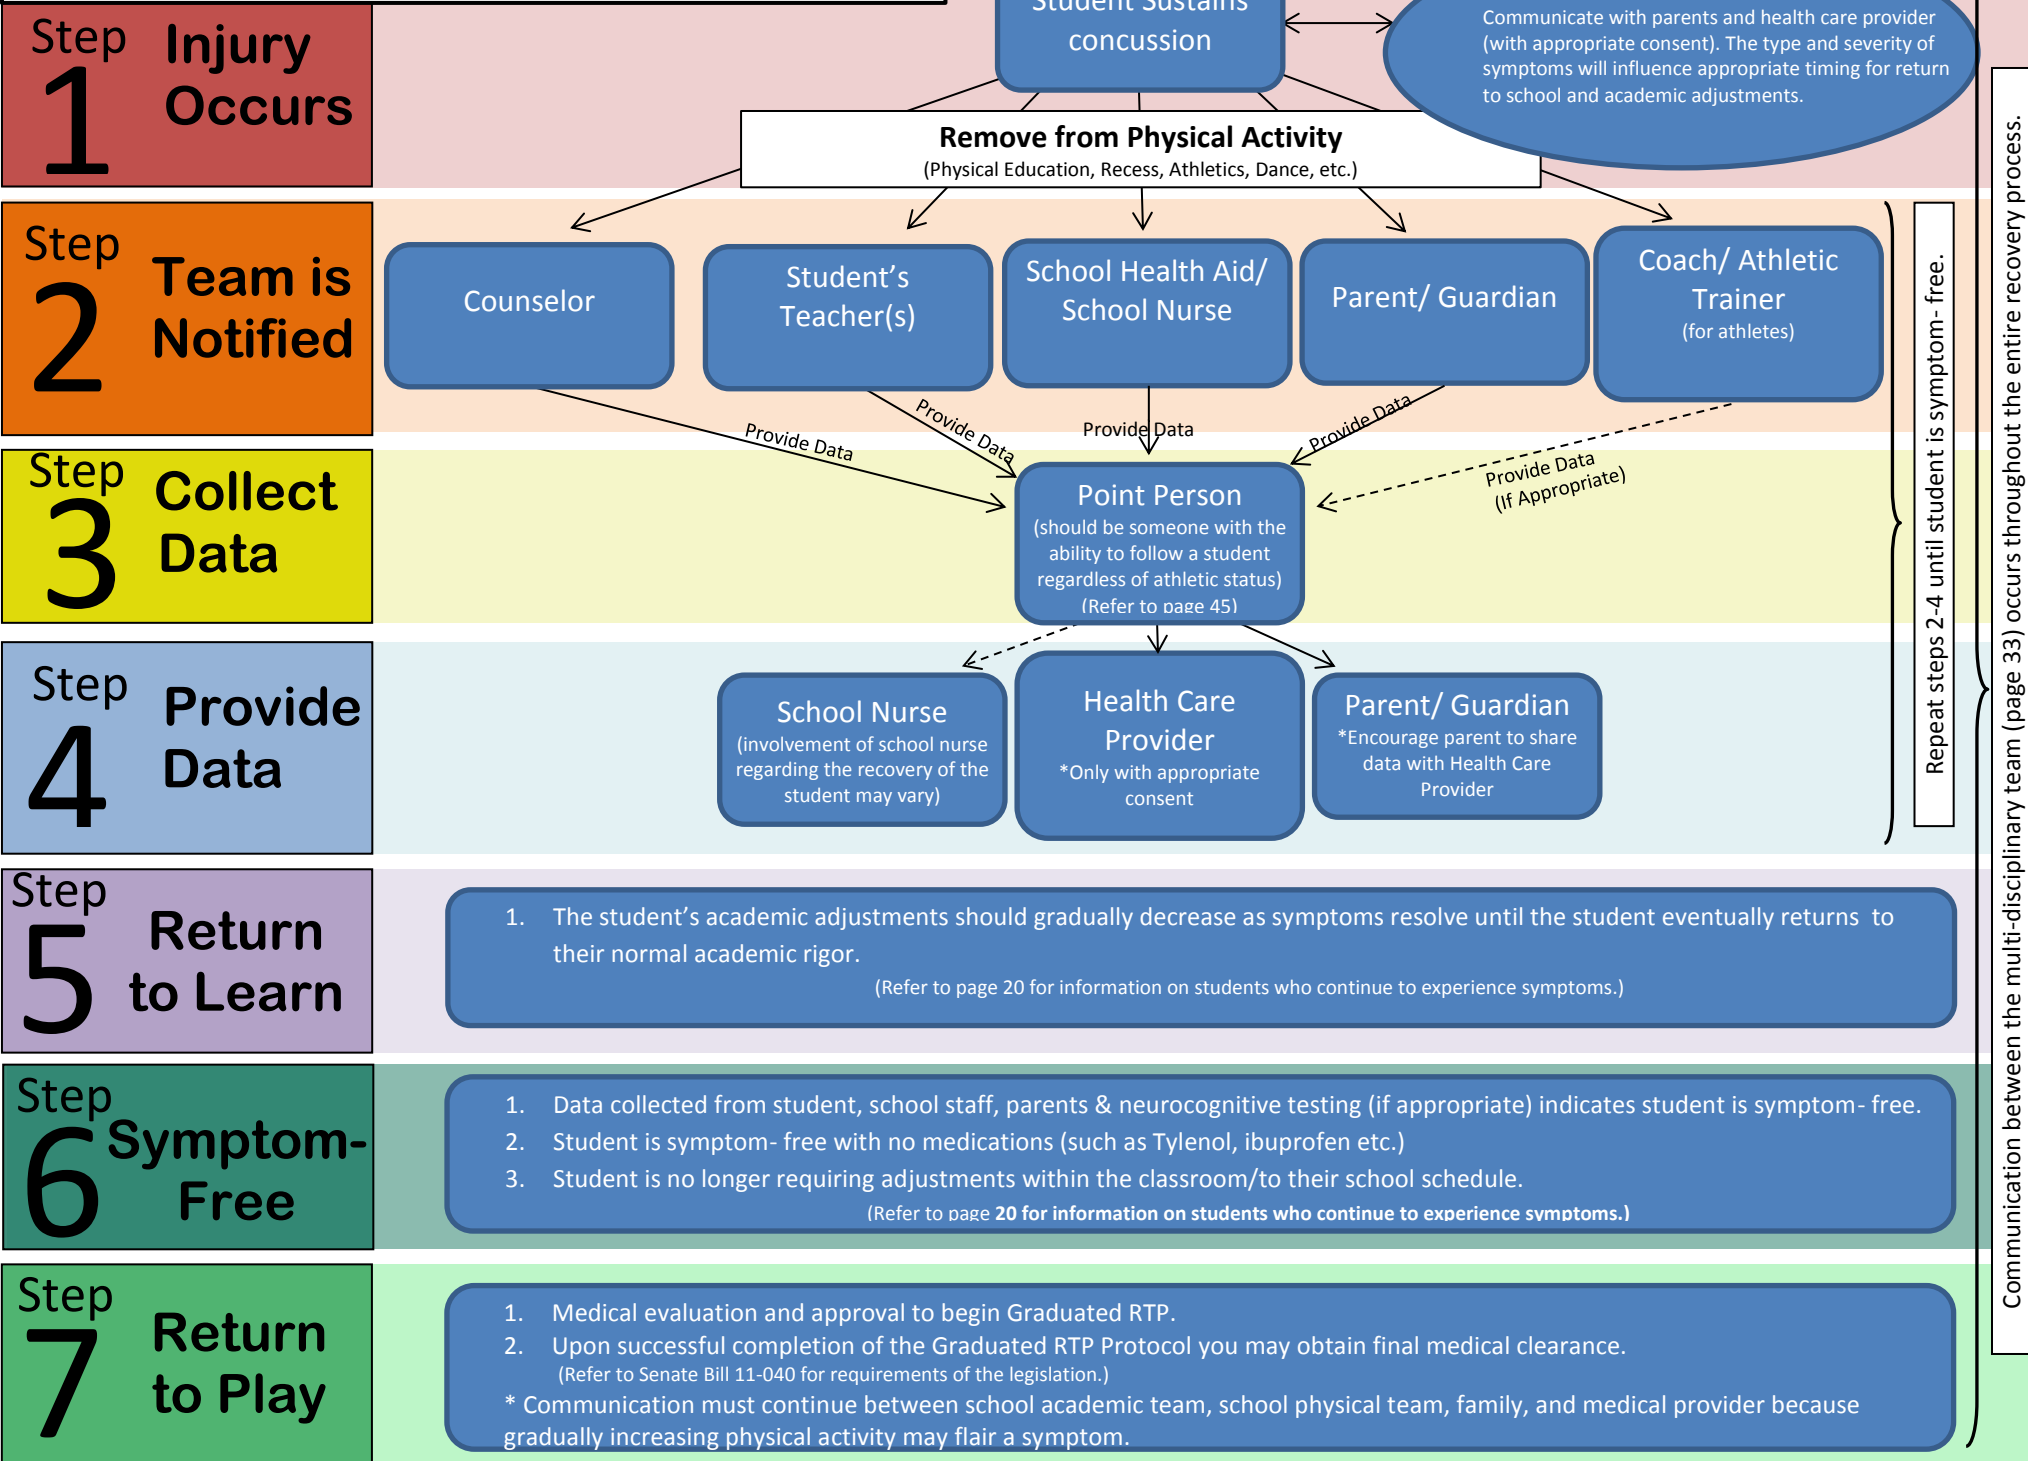 Step
1
Injury
Occurs
Student Sustains
concussion
Communicate with parents and health care provider
(with appropriate consent). The type and severity of
symptoms will influence appropriate timing for return
to school and academic adjustments.
Remove from Physical Activity
(Physical Education, Recess, Athletics, Dance, etc.)
Step
2
Team is
Notified
Counselor
Student’s
Teacher(s)
School Health Aid/
School Nurse
Parent/ Guardian
Coach/ Athletic
Trainer
(for athletes)
Provide Data
Provide Data
Provide Data
Provide Data
Provide Data
(If Appropriate)
Step
3
Collect
Data
Point Person
(should be someone with the
ability to follow a student
regardless of athletic status)
(Refer to page 45)
Step
4
Provide
Data
School Nurse
(involvement of school nurse
regarding the recovery of the
student may vary)
Health Care
Provider
*Only with appropriate
consent
Parent/ Guardian
*Encourage parent to share
data with Health Care
Provider
Repeat steps 2-4 until student is symptom- free.
Communication between the multi-disciplinary team (page 33) occurs throughout the entire recovery process.
Step
5
Return
to Learn
1. The student’s academic adjustments should gradually decrease as symptoms resolve until the student eventually returns to
their normal academic rigor.
(Refer to page 20 for information on students who continue to experience symptoms.)
Step
6
Symptom-
Free
1. Data collected from student, school staff, parents & neurocognitive testing (if appropriate) indicates student is symptom- free.
2. Student is symptom- free with no medications (such as Tylenol, ibuprofen etc.)
3. Student is no longer requiring adjustments within the classroom/to their school schedule.
(Refer to page 20 for information on students who continue to experience symptoms.)
Step
7
Return
to Play
1. Medical evaluation and approval to begin Graduated RTP.
2. Upon successful completion of the Graduated RTP Protocol you may obtain final medical clearance.
(Refer to Senate Bill 11-040 for requirements of the legislation.)
* Communication must continue between school academic team, school physical team, family, and medical provider because
gradually increasing physical activity may flair a symptom.